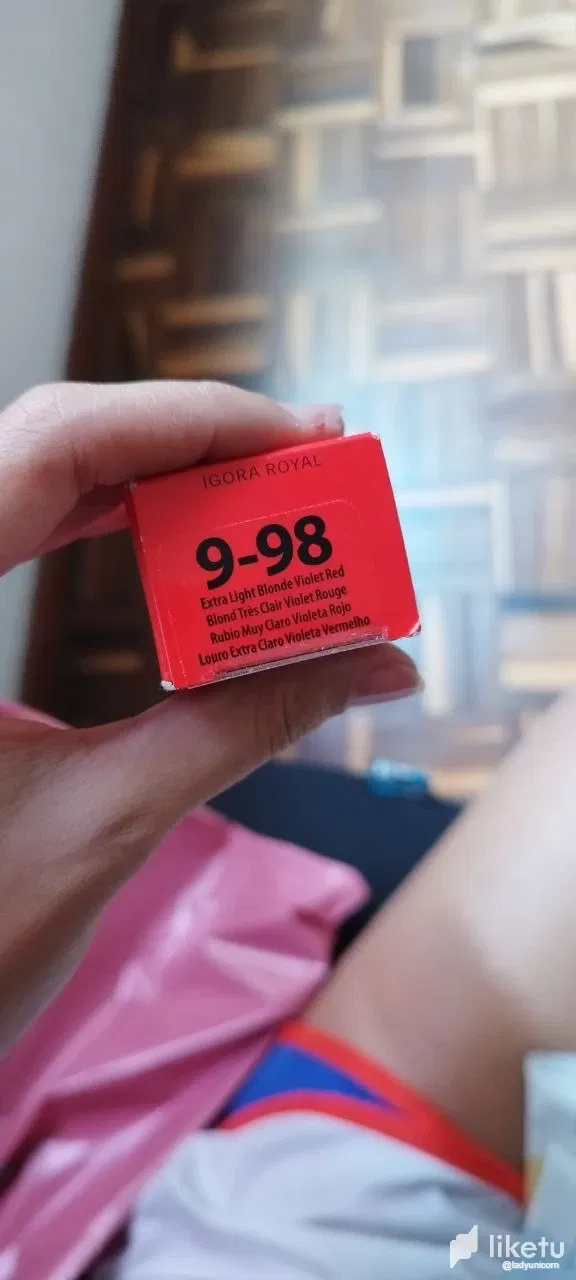 IGORA ROYAL
9-98
Extra Light Blonde Violet Red
Blond Très Clair Violet Rouge
Rubio Muy Claro Violeta Rojo
Louro Extra Claro Violeta Vermelho
liketu
@ladyunicorn